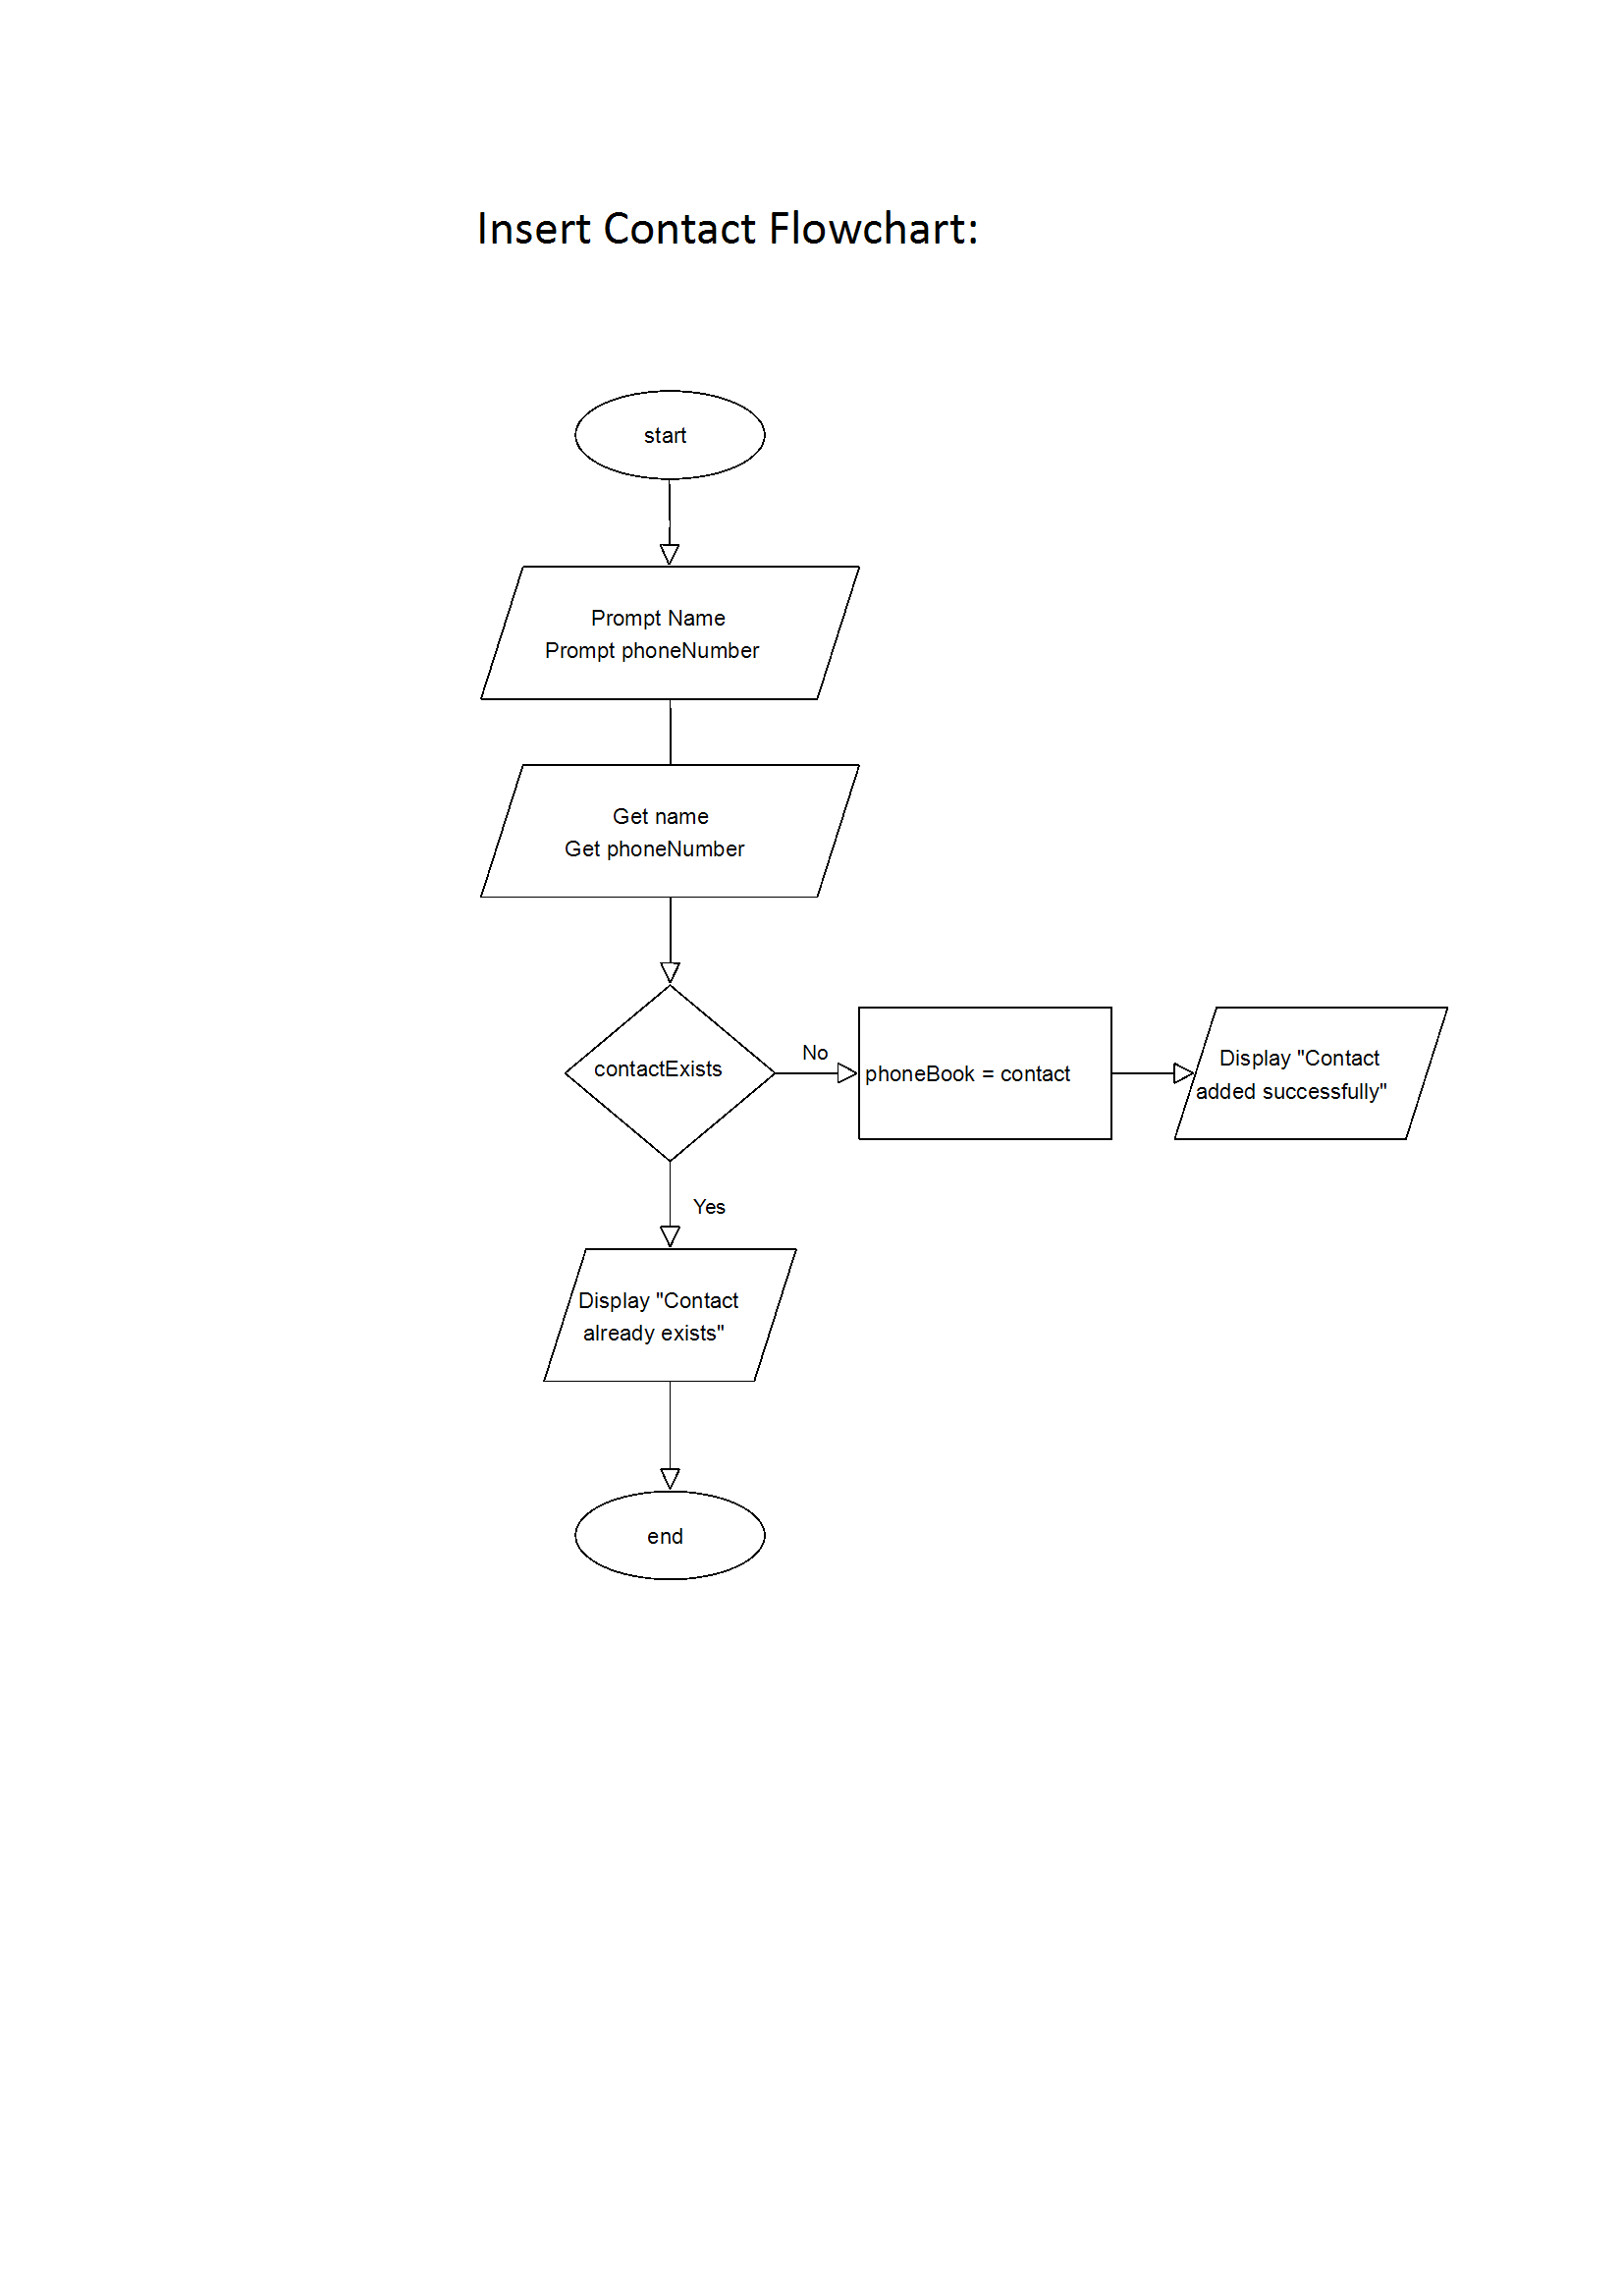 Insert Contact Flowchart:
start
Prompt Name
Prompt phoneNumber
Get name
Get phoneNumber
contactExists
No
phoneBook = contact
Display "Contact
added successfully"
Yes
Display "Contact
already exists"
end